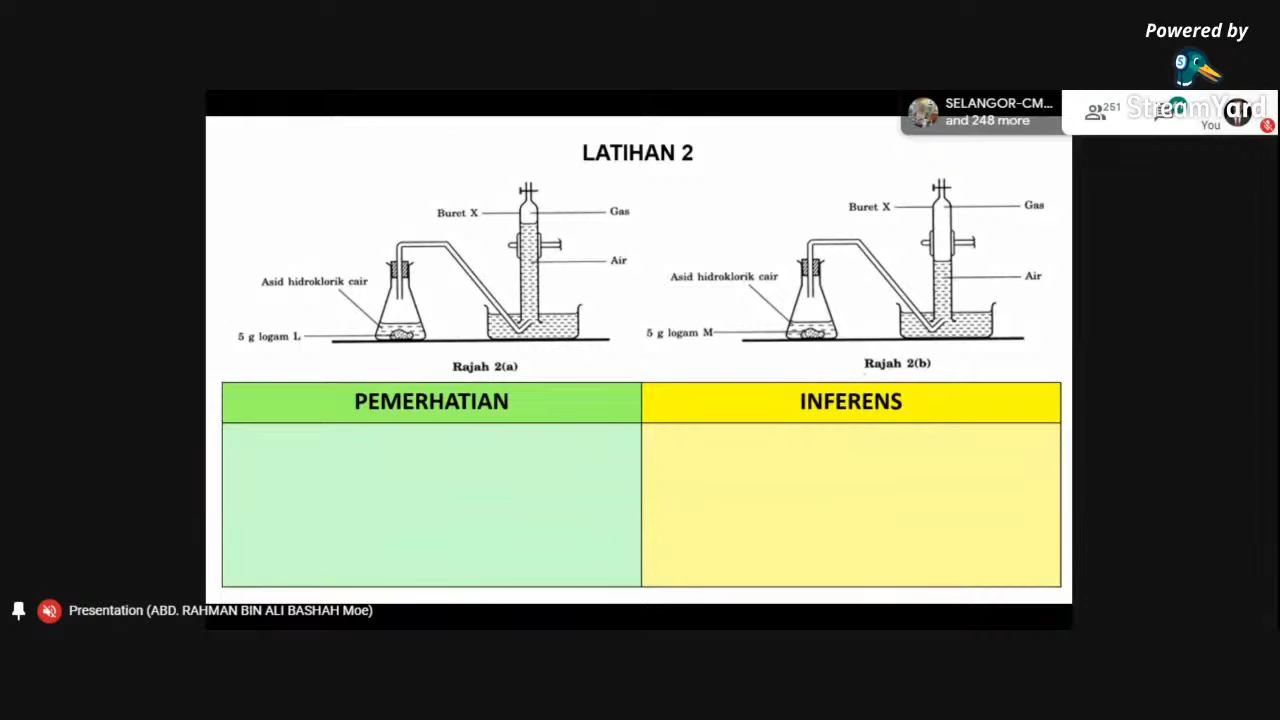 Powered by
SELANGOR-CM...
and 248 more
251
StreamYard
You
LATIHAN 2
Buret X
Gas
Air
Asid hidroklorik cair
5 g logam L
Rajah 2(a)
Buret X
Gas
Air
Asid hidroklorik cair
5 g logam M
Rajah 2(b)
PEMERHATIAN
INFERENS
Presentation (ABD. RAHMAN BIN ALI BASHAH Moe)